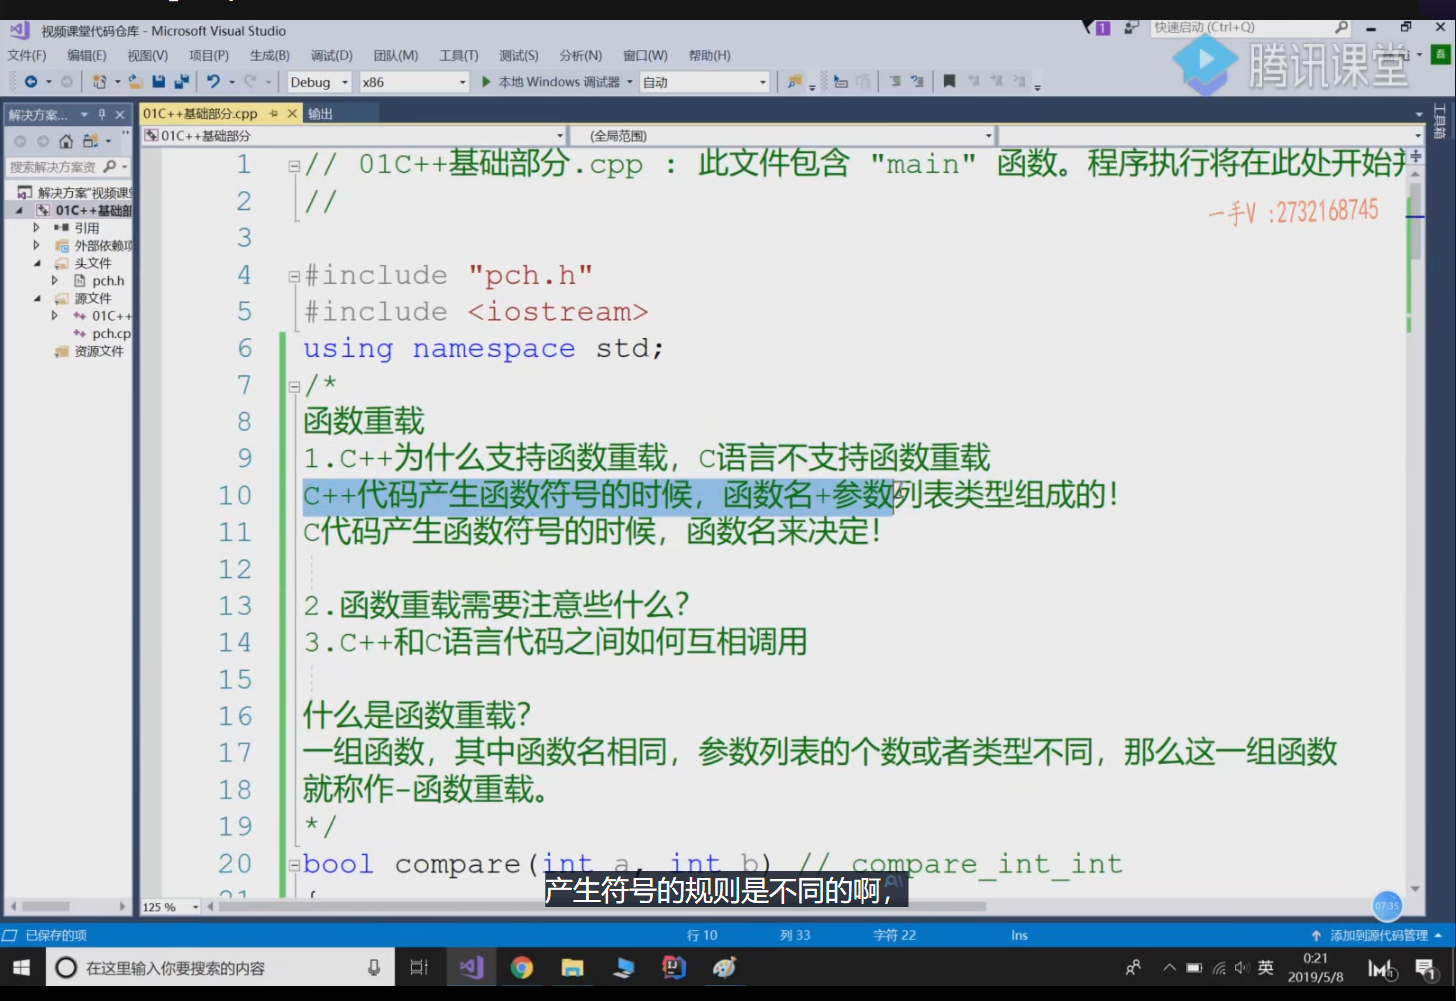 视频课堂代码仓库 - Microsoft Visual Studio
1
快速启动 (Ctrl+Q)
文件(F) 编辑(E) 视图(V) 项目(P) 生成(B) 调试(D) 团队(M) 工具(T) 测试(S) 分析(N) 窗口(W) 帮助(H)
Debug x86 本地 Windows 调试器 自动
腾讯课堂
解决方案...
01C++基础部分.cpp 输出
01C++基础部分 (全局范围)
工具箱
搜索解决方案资
解决方案"视频课堂
01C++基础部
引用
外部依赖项
头文件
pch.h
源文件
01C++
pch.cp
资源文件
1 // 01C++基础部分.cpp : 此文件包含 "main" 函数。程序执行将在此处开始并
2 //
一手V :2732168745
3
4 #include "pch.h"
5 #include <iostream>
6 using namespace std;
7 /*
8 函数重载
9 1.C++为什么支持函数重载，C语言不支持函数重载
10 C++代码产生函数符号的时候，函数名+参数列表类型组成的！
11 C代码产生函数符号的时候，函数名来决定！
12
13 2.函数重载需要注意些什么？
14 3.C++和C语言代码之间如何互相调用
15
16 什么是函数重载？
17 一组函数，其中函数名相同，参数列表的个数或者类型不同，那么这一组函数
18 就称作-函数重载。
19 */
20 bool compare(int a, int b) // compare_int_int
21 {
产生符号的规则是不同的啊，
AI
07:35
125 %
已保存的项 行 10 列 33 字符 22 Ins 添加到源代码管理
在这里输入你要搜索的内容
英
0:21
2019/5/8
1